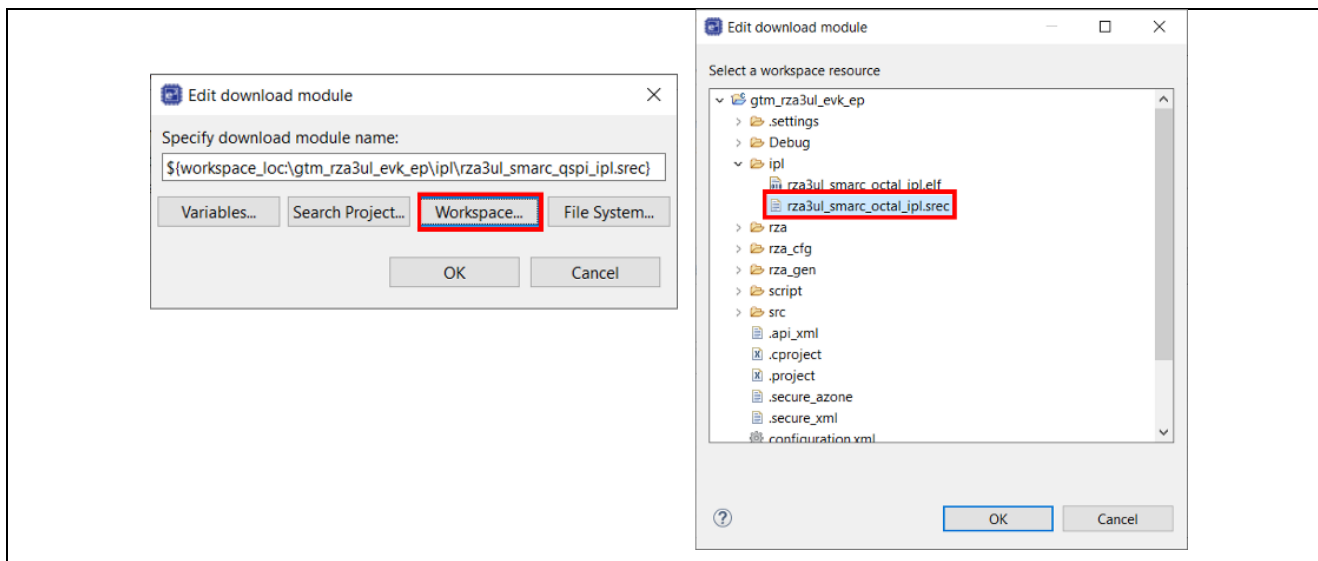 Edit download module
Specify download module name:
${workspace_loc:\gtm_rza3ul_evk_ep\ipl\rza3ul_smarc_qspi_ipl.srec}
Variables...
Search Project...
Workspace...
File System...
OK
Cancel
Edit download module
Select a workspace resource
gtm_rza3ul_evk_ep
.settings
Debug
ipl
rza3ul_smarc_octal_ipl.elf
rza3ul_smarc_octal_ipl.srec
rza
rza_cfg
rza_gen
script
src
.api_xml
.cproject
.project
.secure_azone
.secure_xml
configuration.xml
OK
Cancel